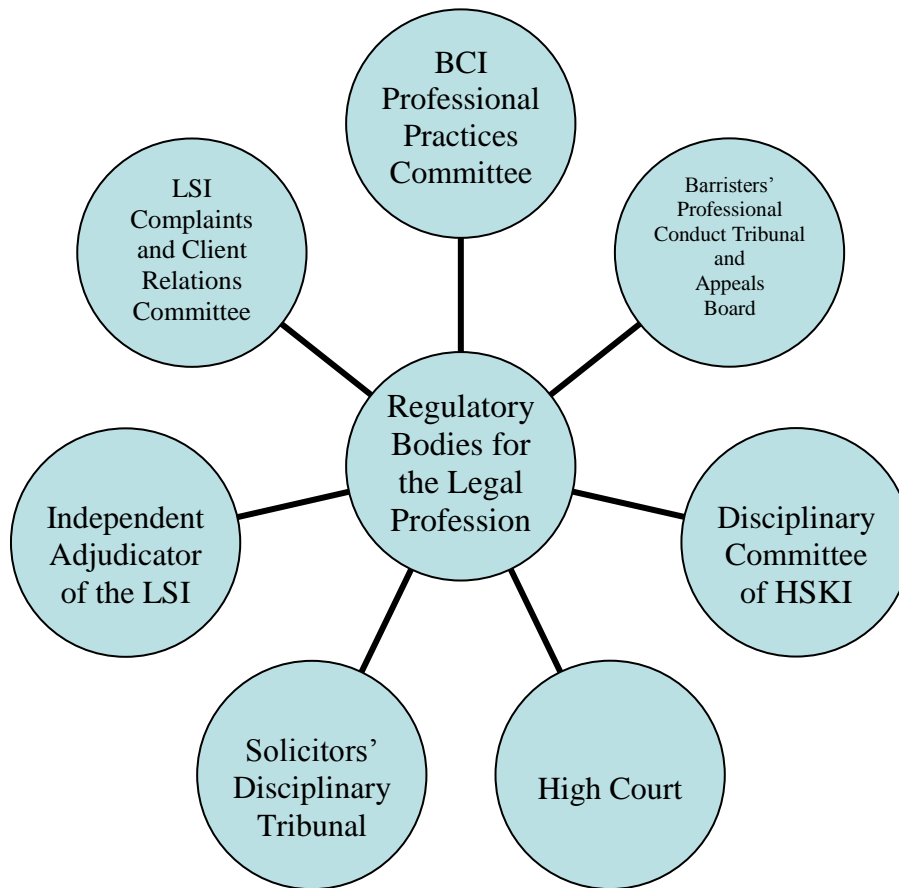 BCI
Professional
Practices
Committee
LSI
Complaints
and Client
Relations
Committee
Barristers’
Professional
Conduct Tribunal
and
Appeals
Board
Regulatory
Bodies for
the Legal
Profession
Independent
Adjudicator
of the LSI
Disciplinary
Committee
of HSKI
Solicitors’
Disciplinary
Tribunal
High Court